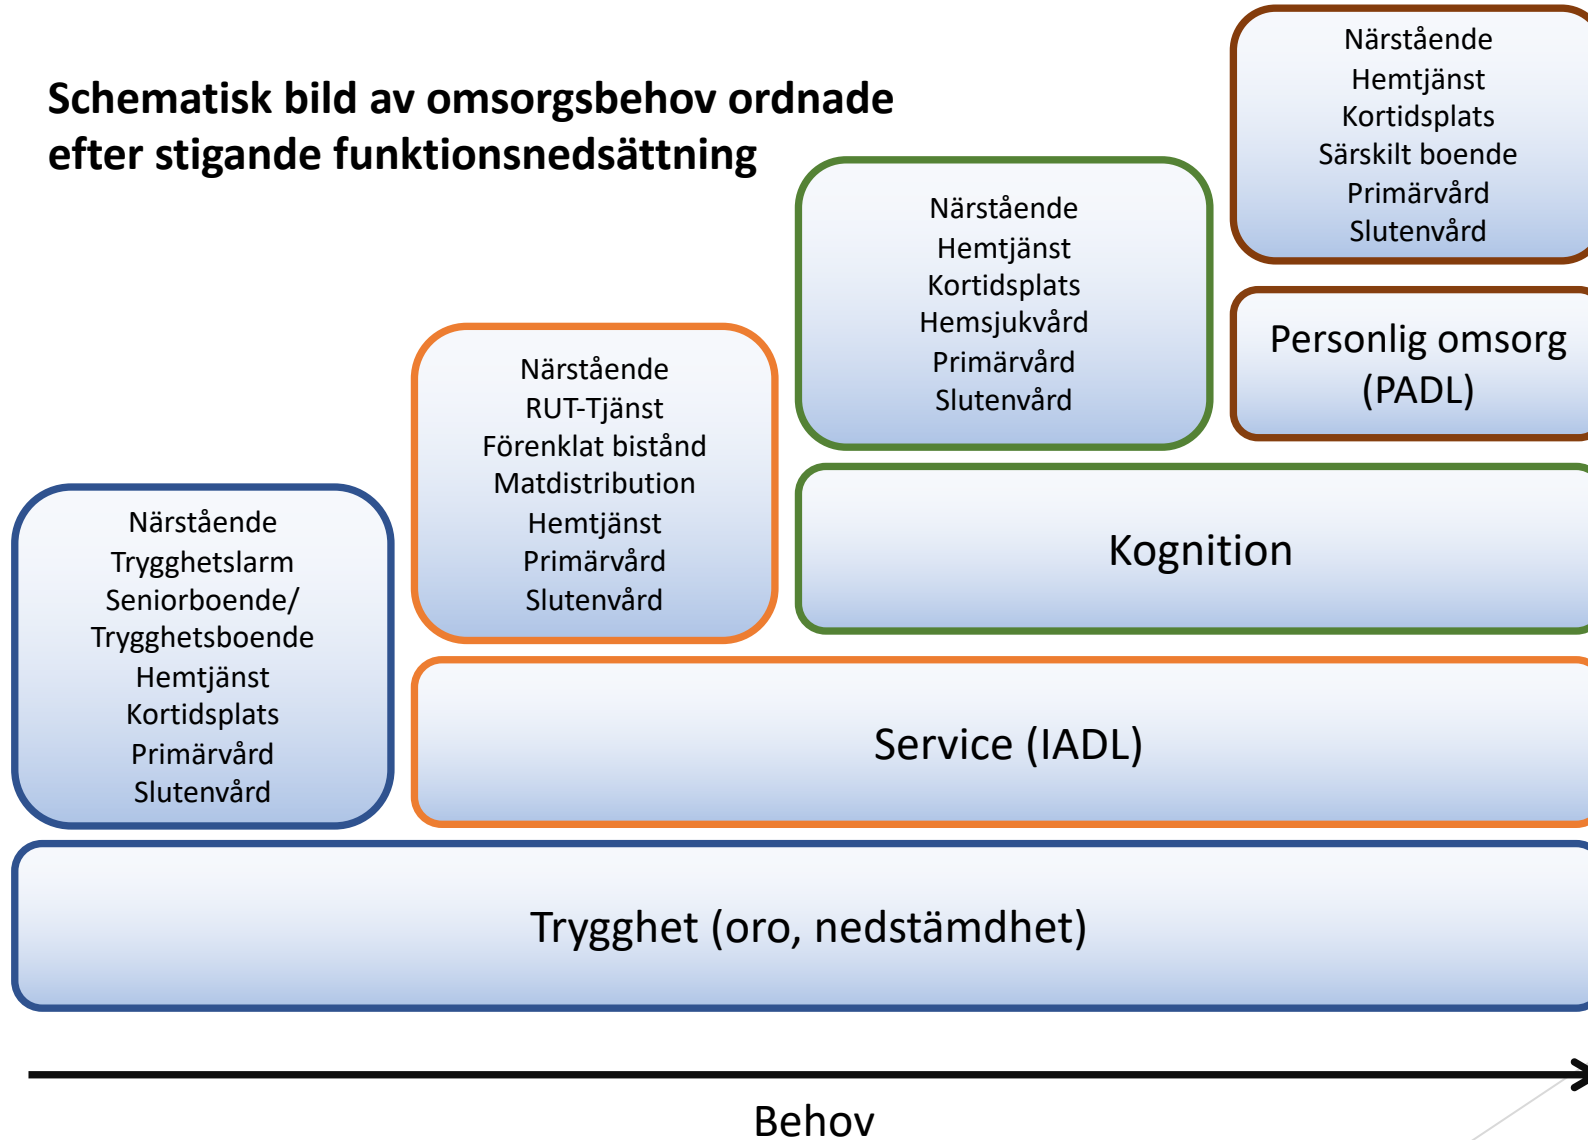 Schematisk bild av omsorgsbehov ordnade
efter stigande funktionsnedsättning
Närstående
Trygghetslarm
Seniorboende/
Trygghetsboende
Hemtjänst
Kortidsplats
Primärvård
Slutenvård
Närstående
RUT-Tjänst
Förenklat bistånd
Matdistribution
Hemtjänst
Primärvård
Slutenvård
Närstående
Hemtjänst
Kortidsplats
Hemsjukvård
Primärvård
Slutenvård
Närstående
Hemtjänst
Kortidsplats
Särskilt boende
Primärvård
Slutenvård
Personlig omsorg
(PADL)
Kognition
Service (IADL)
Trygghet (oro, nedstämdhet)
Behov